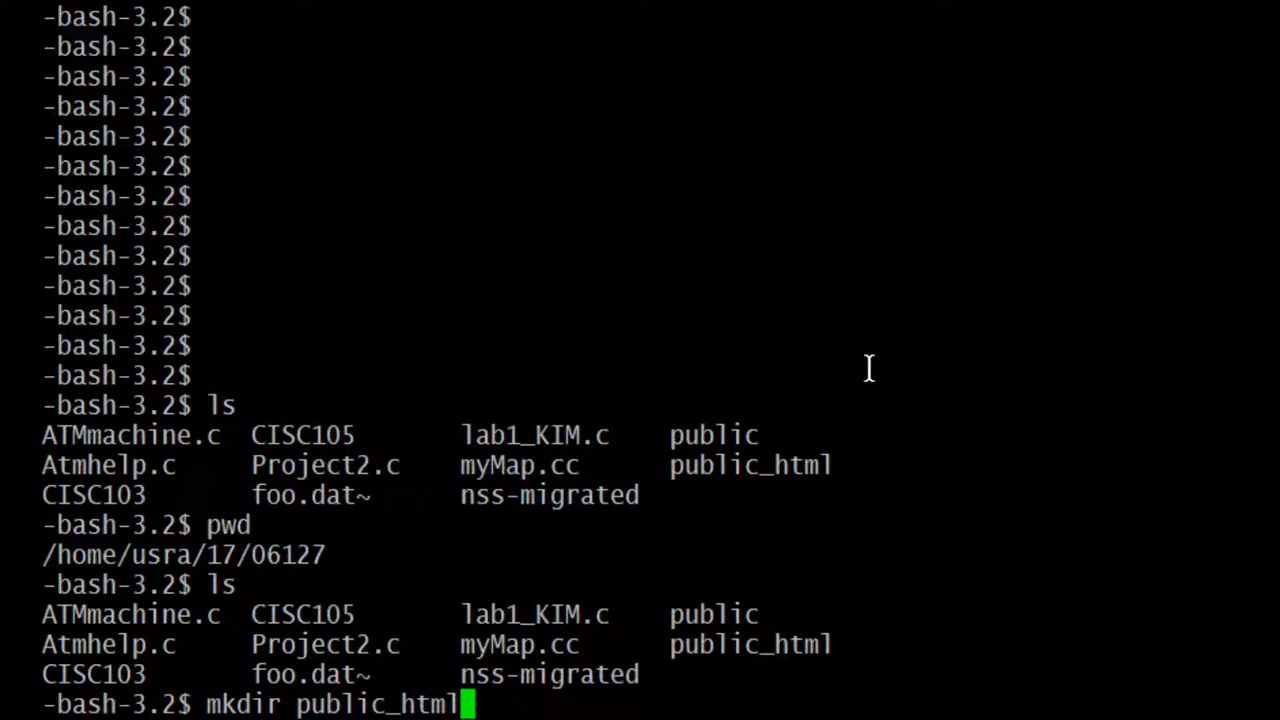 -bash-3.2$
-bash-3.2$
-bash-3.2$
-bash-3.2$
-bash-3.2$
-bash-3.2$
-bash-3.2$
-bash-3.2$
-bash-3.2$
-bash-3.2$
-bash-3.2$
-bash-3.2$
-bash-3.2$
-bash-3.2$ ls
ATMmachine.c  CISC105       lab1_KIM.c    public
Atmhelp.c     Project2.c    myMap.cc      public_html
CISC103       foo.dat~      nss-migrated
-bash-3.2$ pwd
/home/usra/17/06127
-bash-3.2$ ls
ATMmachine.c  CISC105       lab1_KIM.c    public
Atmhelp.c     Project2.c    myMap.cc      public_html
CISC103       foo.dat~      nss-migrated
-bash-3.2$ mkdir public_html